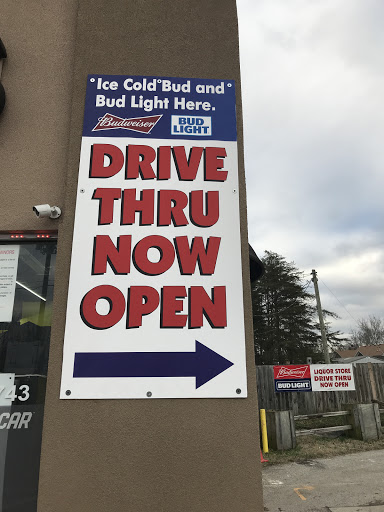 Ice Cold Bud and
Bud Light Here.
Budweiser
BUD
LIGHT
DRIVE
THRU
NOW
OPEN
743
CAR
Budweiser
BUD LIGHT
LIQUOR STORE
DRIVE THRU
NOW OPEN